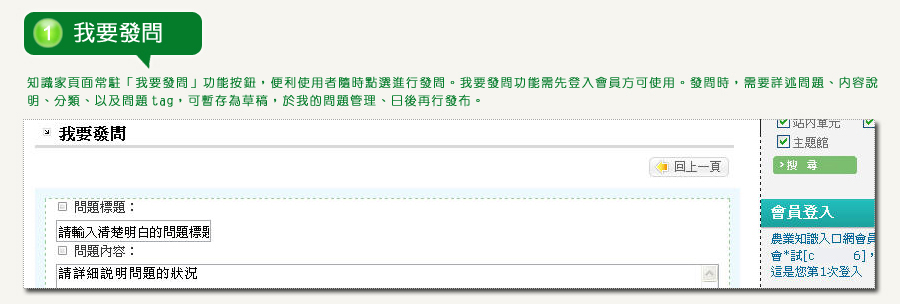 1 我要發問
知識家頁面常駐「我要發問」功能按鈕，便利使用者隨時點選進行發問。我要發問功能需先登入會員方可使用。發問時，需要詳述問題、內容說
明、分類、以及問題 tag，可暫存為草稿，於我的問題管理、日後再行發布。
我要發問
站內單元
主題館
搜 尋
回上一頁
問題標題：
請輸入清楚明白的問題標題
問題內容：
請詳細說明問題的狀況
會員登入
農業知識入口網會員
會*試[c 6]，
這是您第1次登入